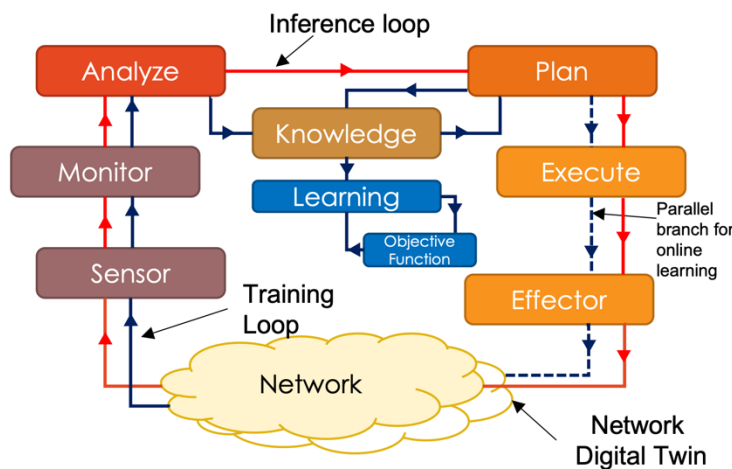 Inference loop
Analyze
Plan
Knowledge
Monitor
Execute
Learning
Parallel
branch for
online
learning
Objective
Function
Sensor
Effector
Training
Loop
Network
Network
Digital Twin